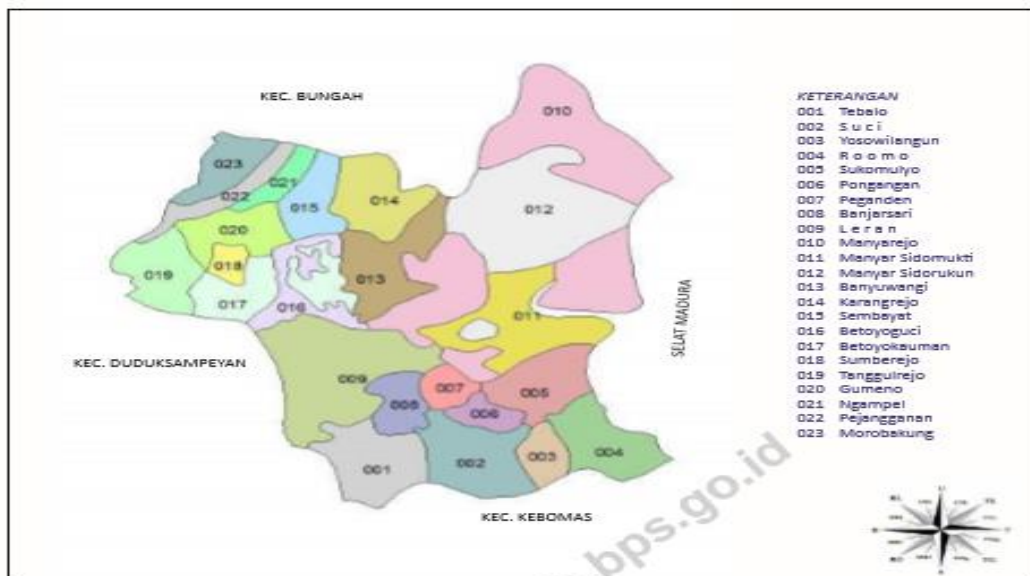 KEC. BUNGAH
010
023
021
022
015
014
012
020
018
019
017
016
013
011
SELAT MADURA
KEC. DUDUKSAMPEYAN
009
007
005
008
006
001
002
003
004
KEC. KEBOMAS
bps.go.id
KETERANGAN
001 Tebalo
002 S u c i
003 Yosowilangun
004 R o o m o
005 Sukomulyo
006 Pongangan
007 Peganden
008 Banjarsari
009 L e r a n
010 Manyarejo
011 Manyar Sidomukti
012 Manyar Sidorukun
013 Banyuwangi
014 Karangrejo
015 Sembayat
016 Betoyoguci
017 Betoyokauman
018 Sumberejo
019 Tanggulrejo
020 Gumeno
021 Ngampel
022 Pejangganan
023 Morobakung